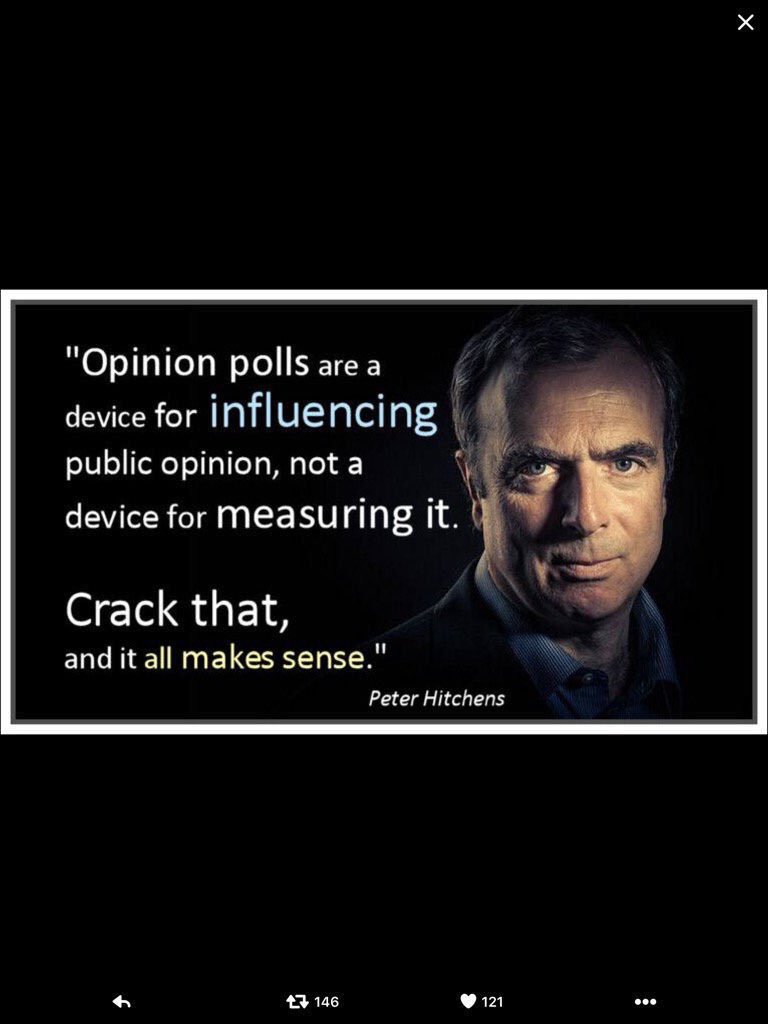 "Opinion polls are a
device for influencing
public opinion, not a
device for measuring it.
Crack that,
and it all makes sense."
Peter Hitchens
146
121